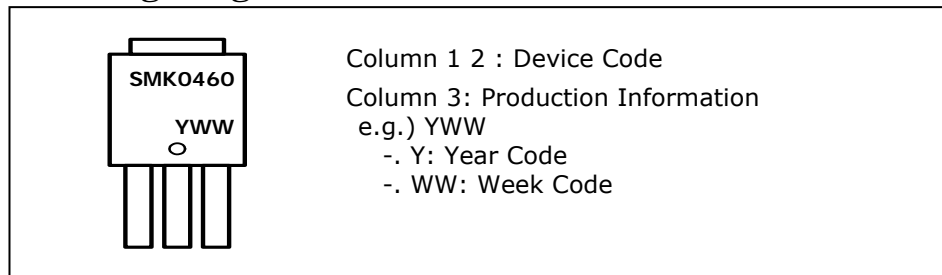 SMK0460
YWW
Column 1 2 : Device Code
Column 3: Production Information
e.g.) YWW
-. Y: Year Code
-. WW: Week Code